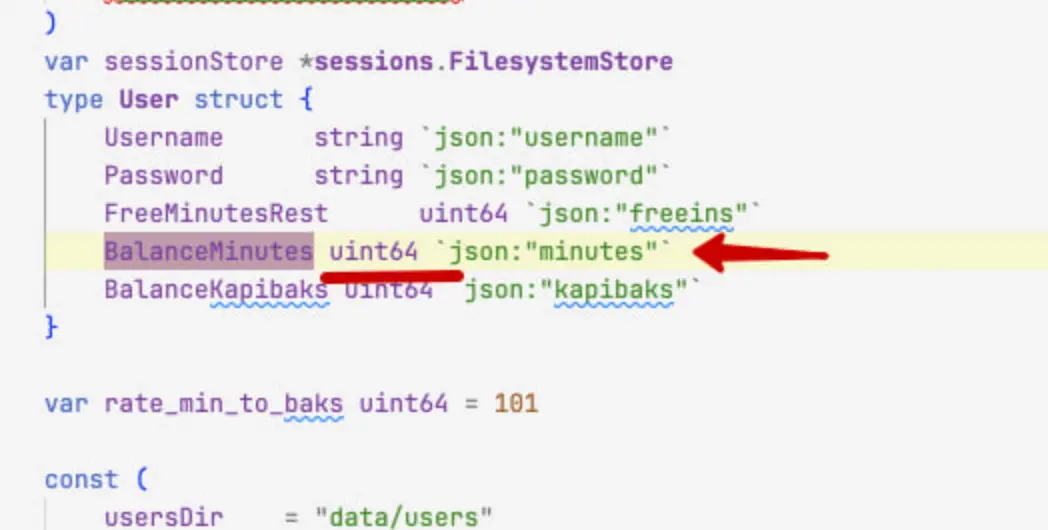 )
var sessionStore *sessions.FilesystemStore
type User struct {
Username string `json:"username"`
Password string `json:"password"`
FreeMinutesRest uint64 `json:"freeins"`
BalanceMinutes uint64 `json:"minutes"`
BalanceKapibaks uint64 `json:"kapibaks"`
}
var rate_min_to_baks uint64 = 101
const (
usersDir = "data/users"